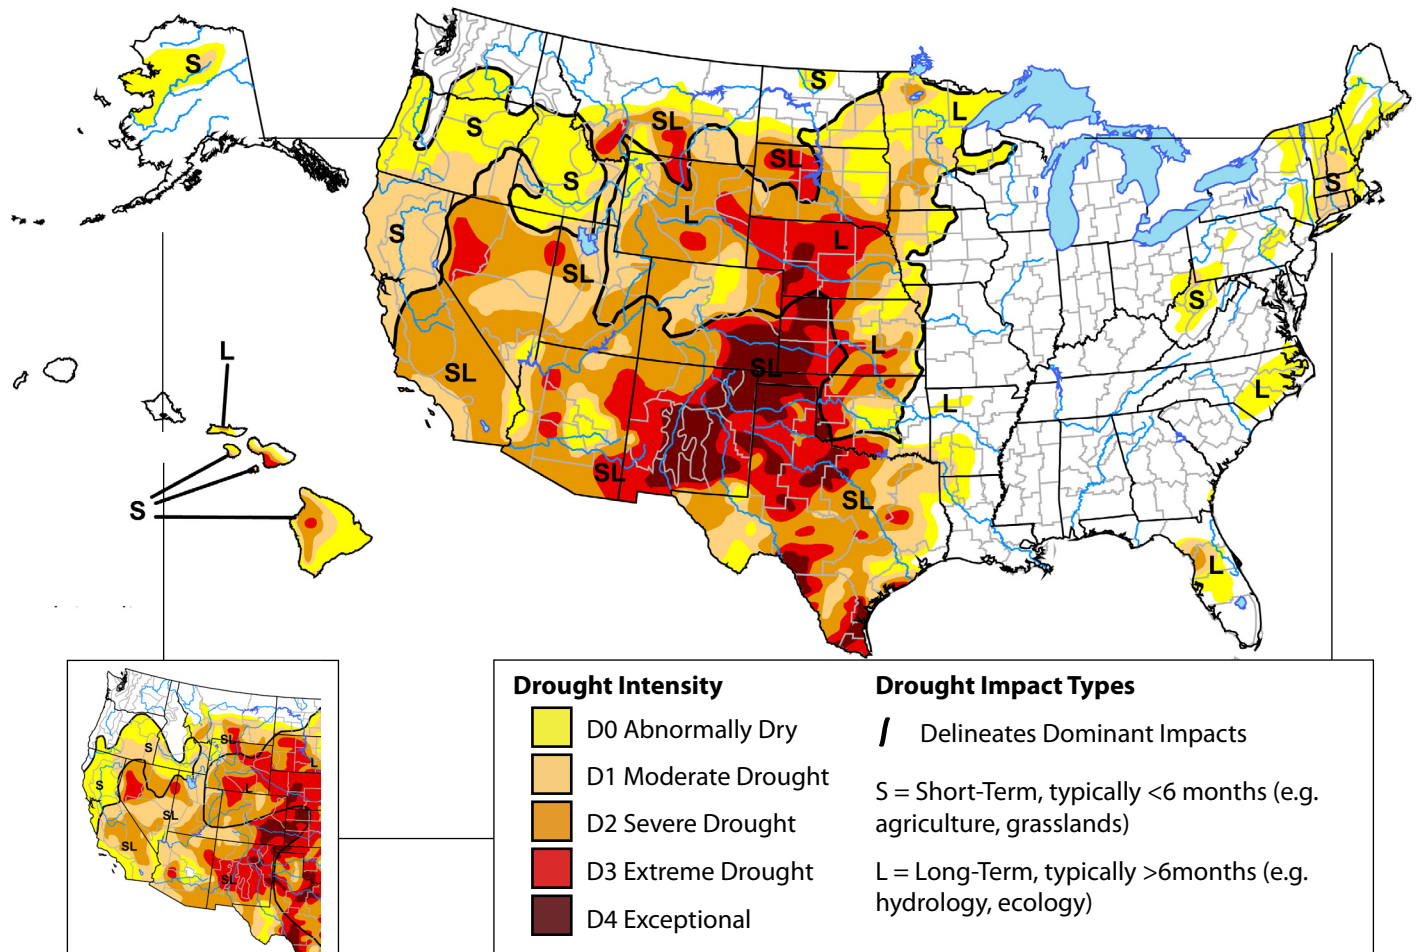 S
S
L
SL
S
SL
S
L
S
S
L
SL
S
L
SL
SL
L
L
L
SL
SL
L
S
L
S
SL
S
L
S
L
SL
SL
SL
Drought Intensity
D0 Abnormally Dry
D1 Moderate Drought
D2 Severe Drought
D3 Extreme Drought
D4 Exceptional
Drought Impact Types
Delineates Dominant Impacts
S = Short-Term, typically <6 months (e.g.
agriculture, grasslands)
L = Long-Term, typically >6months (e.g.
hydrology, ecology)